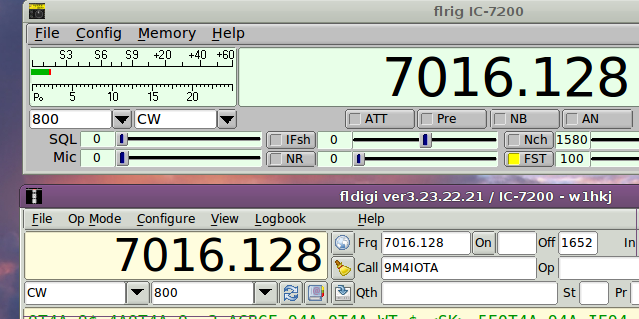 flrig IC-7200
File Config Memory Help
S3 S6 S9 +20 +40 +60
Po 5 10 15 20
7016.128
800 CW ATT Pre NB AN
SQL 0 IFsh 0 Nch 1580
Mic 0 NR 0 FST 100
fldigi ver3.23.22.21 / IC-7200 - w1hkj
File Op Mode Configure View Logbook Help
7016.128
Frq 7016.128 On Off 1652 In
Call 9M4IOTA Op
CW 800 Qth St Pr